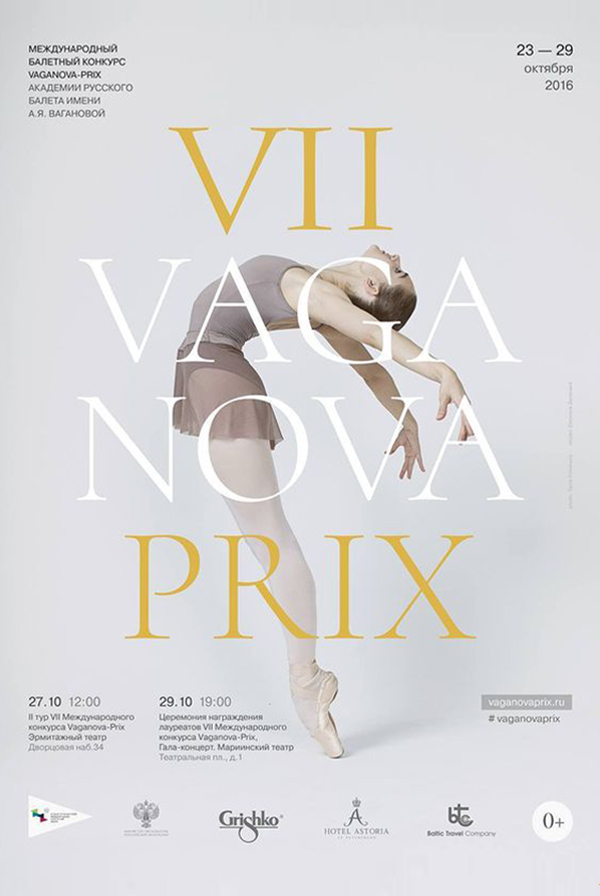 МЕЖДУНАРОДНЫЙ
БАЛЕТНЫЙ КОНКУРС
VAGANOVA-PRIX
АКАДЕМИИ РУССКОГО
БАЛЕТА ИМЕНИ
А.Я. ВАГАНОВОЙ
23 — 29
октября
2016
VII
VAGA
NOVA
PRIX
27.10 12:00
II тур VII Международного
конкурса Vaganova-Prix
Эрмитажный театр
Дворцовая наб.34
29.10 19:00
Церемония награждения
лауреатов VII Международного
конкурса Vaganova-Prix,
Гала-концерт. Мариинский театр
Театральная пл., д.1
vaganovaprix.ru
# vaganovaprix
Grishko®
HOTEL ASTORIA
btc
Baltic Travel Company
0+